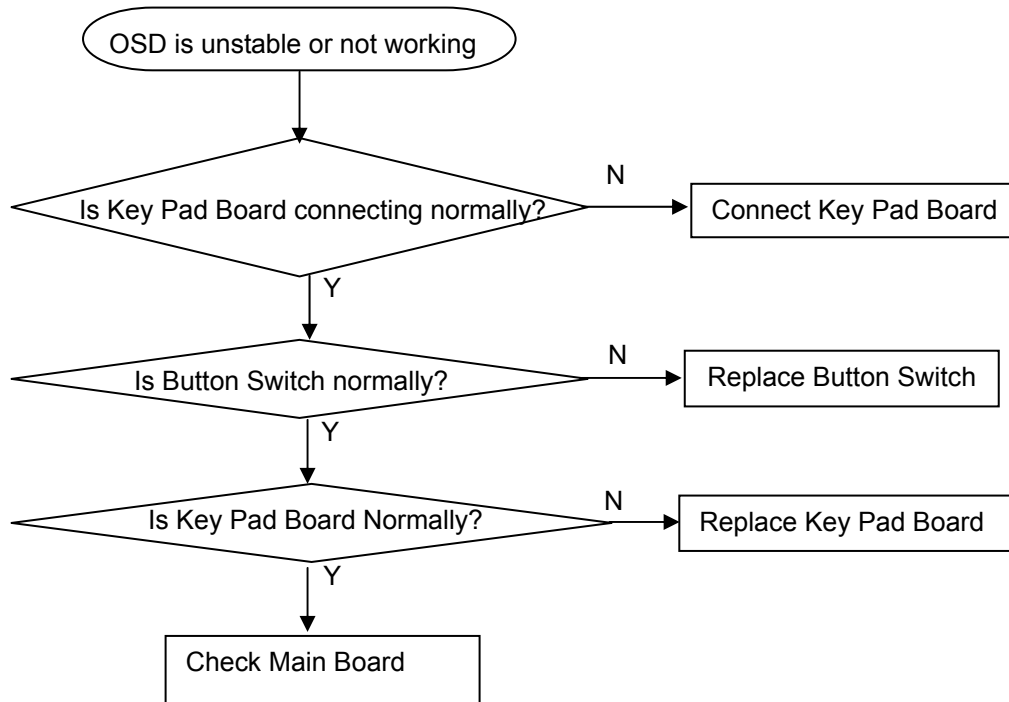 OSD is unstable or not working
N
Is Key Pad Board connecting normally?
Connect Key Pad Board
Y
N
Is Button Switch normally?
Replace Button Switch
Y
N
Is Key Pad Board Normally?
Replace Key Pad Board
Y
Check Main Board